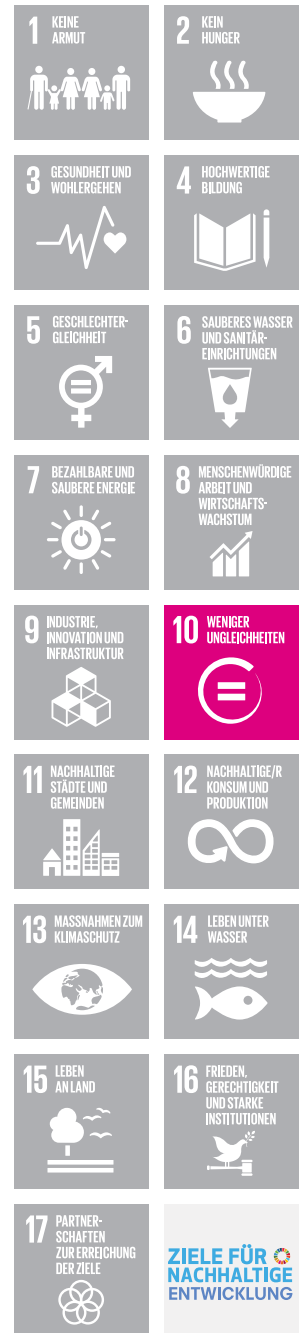 1 KEINE
ARMUT
2 KEIN
HUNGER
3 GESUNDHEIT UND
WOHLERGEHEN
4 HOCHWERTIGE
BILDUNG
5 GESCHLECHTER-
GLEICHHEIT
6 SAUBERES WASSER
UND SANITÄR-
EINRICHTUNGEN
7 BEZAHLBARE UND
SAUBERE ENERGIE
8 MENSCHENWÜRDIGE
ARBEIT UND
WIRTSCHAFTS-
WACHSTUM
9 INDUSTRIE,
INNOVATION UND
INFRASTRUKTUR
10 WENIGER
UNGLEICHHEITEN
11 NACHHALTIGE
STÄDTE UND
GEMEINDEN
12 NACHHALTIGE/R
KONSUM UND
PRODUKTION
13 MASSNAHMEN ZUM
KLIMASCHUTZ
14 LEBEN UNTER
WASSER
15 LEBEN
AN LAND
16 FRIEDEN,
GERECHTIGKEIT
UND STARKE
INSTITUTIONEN
17 PARTNER-
SCHAFTEN
ZUR ERREICHUNG
DER ZIELE
ZIELE FÜR
NACHHALTIGE
ENTWICKLUNG